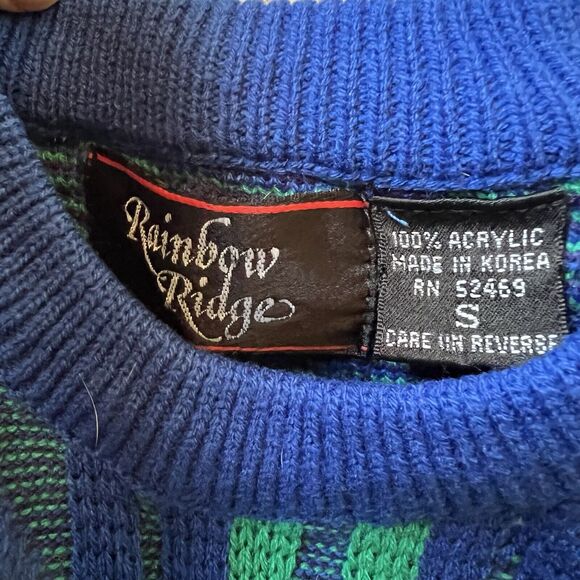 Rainbow
Ridge
100% ACRYLIC
MADE IN KOREA
RN 52469
S
CARE ON REVERSE